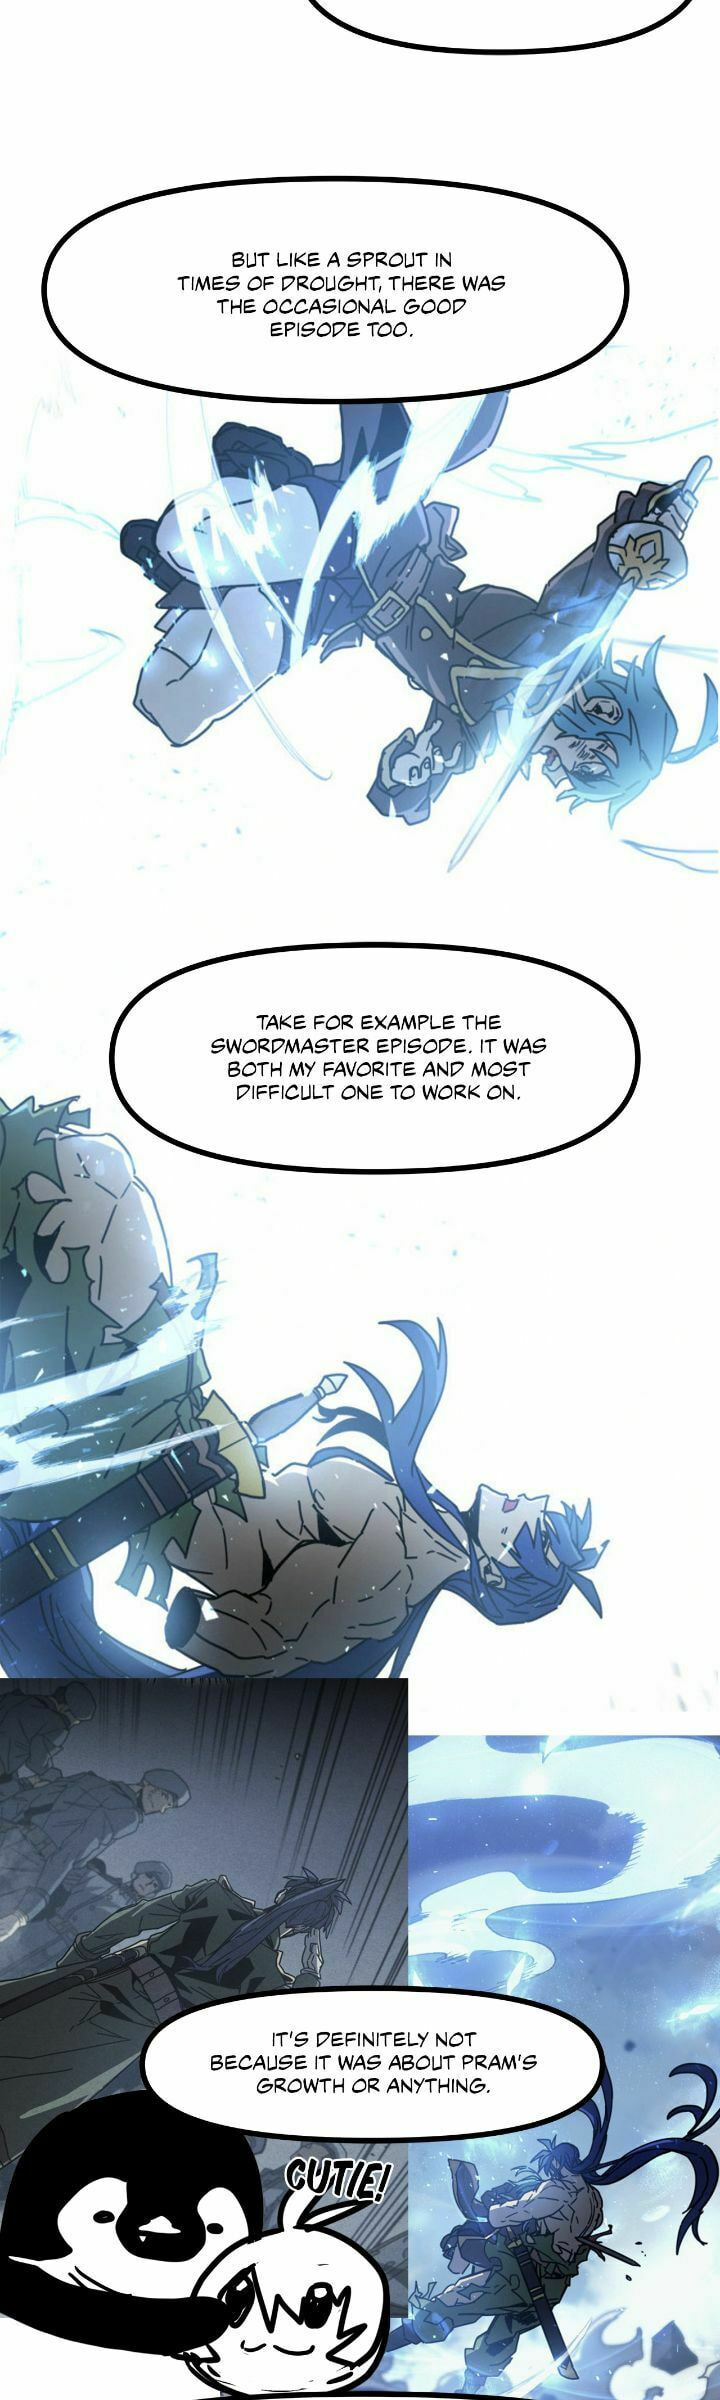 BUT LIKE A SPROUT IN
TIMES OF DROUGHT, THERE WAS
THE OCCASIONAL GOOD
EPISODE TOO.
TAKE FOR EXAMPLE THE
SWORDMASTER EPISODE. IT WAS
BOTH MY FAVORITE AND MOST
DIFFICULT ONE TO WORK ON.
IT'S DEFINITELY NOT
BECAUSE IT WAS ABOUT PRAM'S
GROWTH OR ANYTHING.
CUTIE!